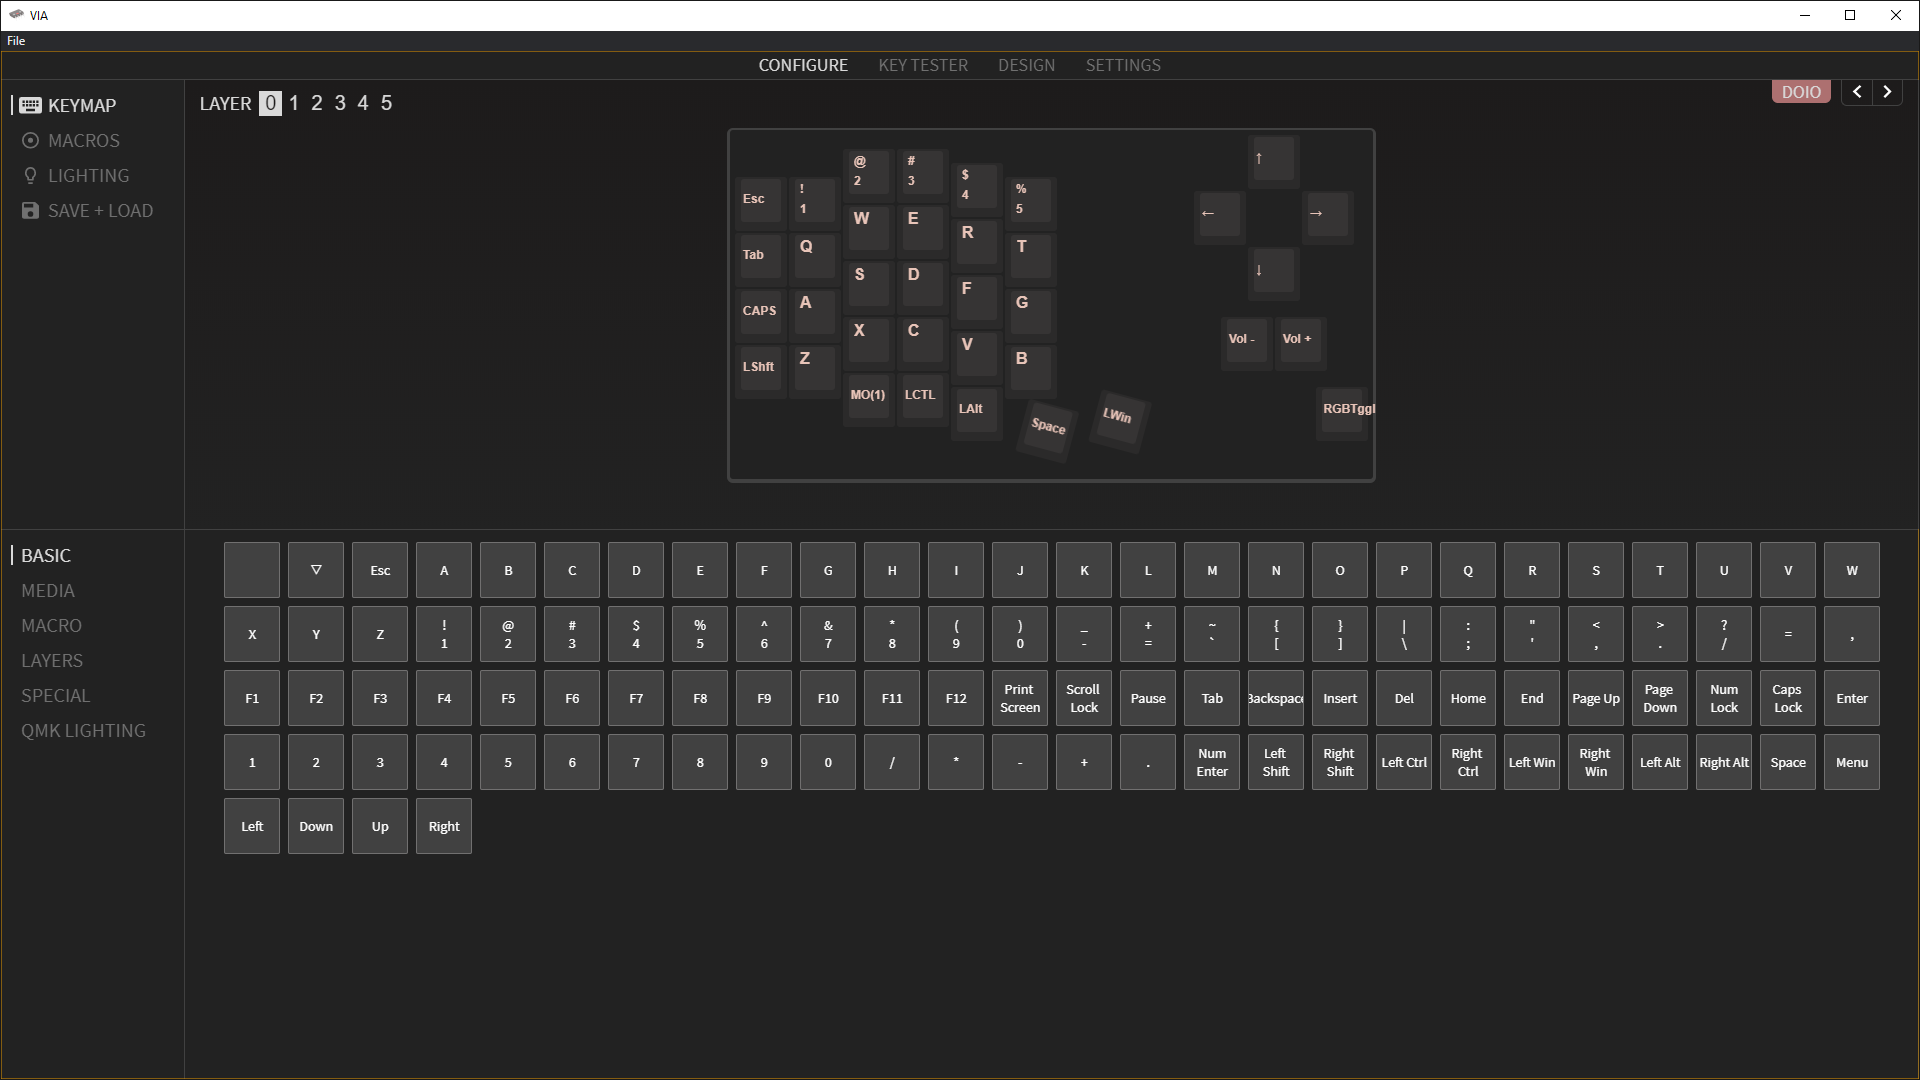 VIA
File
CONFIGURE KEY TESTER DESIGN SETTINGS
KEYMAP
MACROS
LIGHTING
SAVE + LOAD
LAYER 0 1 2 3 4 5
DOIO
@ # 
2 3
$
4
! %
Esc 1 5
W E
R
Tab Q T
S D
F
CAPS A G
X C
V
LShft Z B
MO(1) LCTL
LAlt Space LWin
↑
← →
↓
Vol - Vol +
RGBTggl
BASIC
MEDIA
MACRO
LAYERS
SPECIAL
QMK LIGHTING
▽ Esc A B C D E F G H I J K L M N O P Q R S T U V W
! @ # $ % ^ & * ( ) _ + ~ { } | : " < > ?
X Y Z 1 2 3 4 5 6 7 8 9 0 - = ` [ ] \ ; ' , . / = ,
F1 F2 F3 F4 F5 F6 F7 F8 F9 F10 F11 F12 Print Screen Scroll Lock Pause Tab Backspace Insert Del Home End Page Up Page Down Num Lock Caps Lock Enter
1 2 3 4 5 6 7 8 9 0 / * - + . Num Enter Left Shift Right Shift Left Ctrl Right Ctrl Left Win Right Win Left Alt Right Alt Space Menu
Left Down Up Right